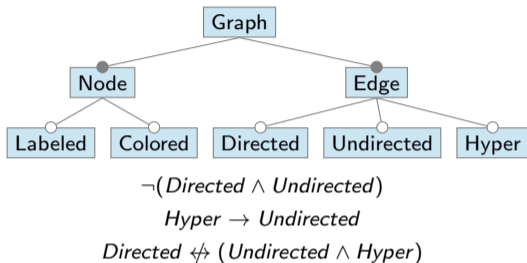 Graph
Node Edge
Labeled Colored Directed Undirected Hyper
¬(Directed ∧ Undirected)
Hyper → Undirected
Directed ↮ (Undirected ∧ Hyper)